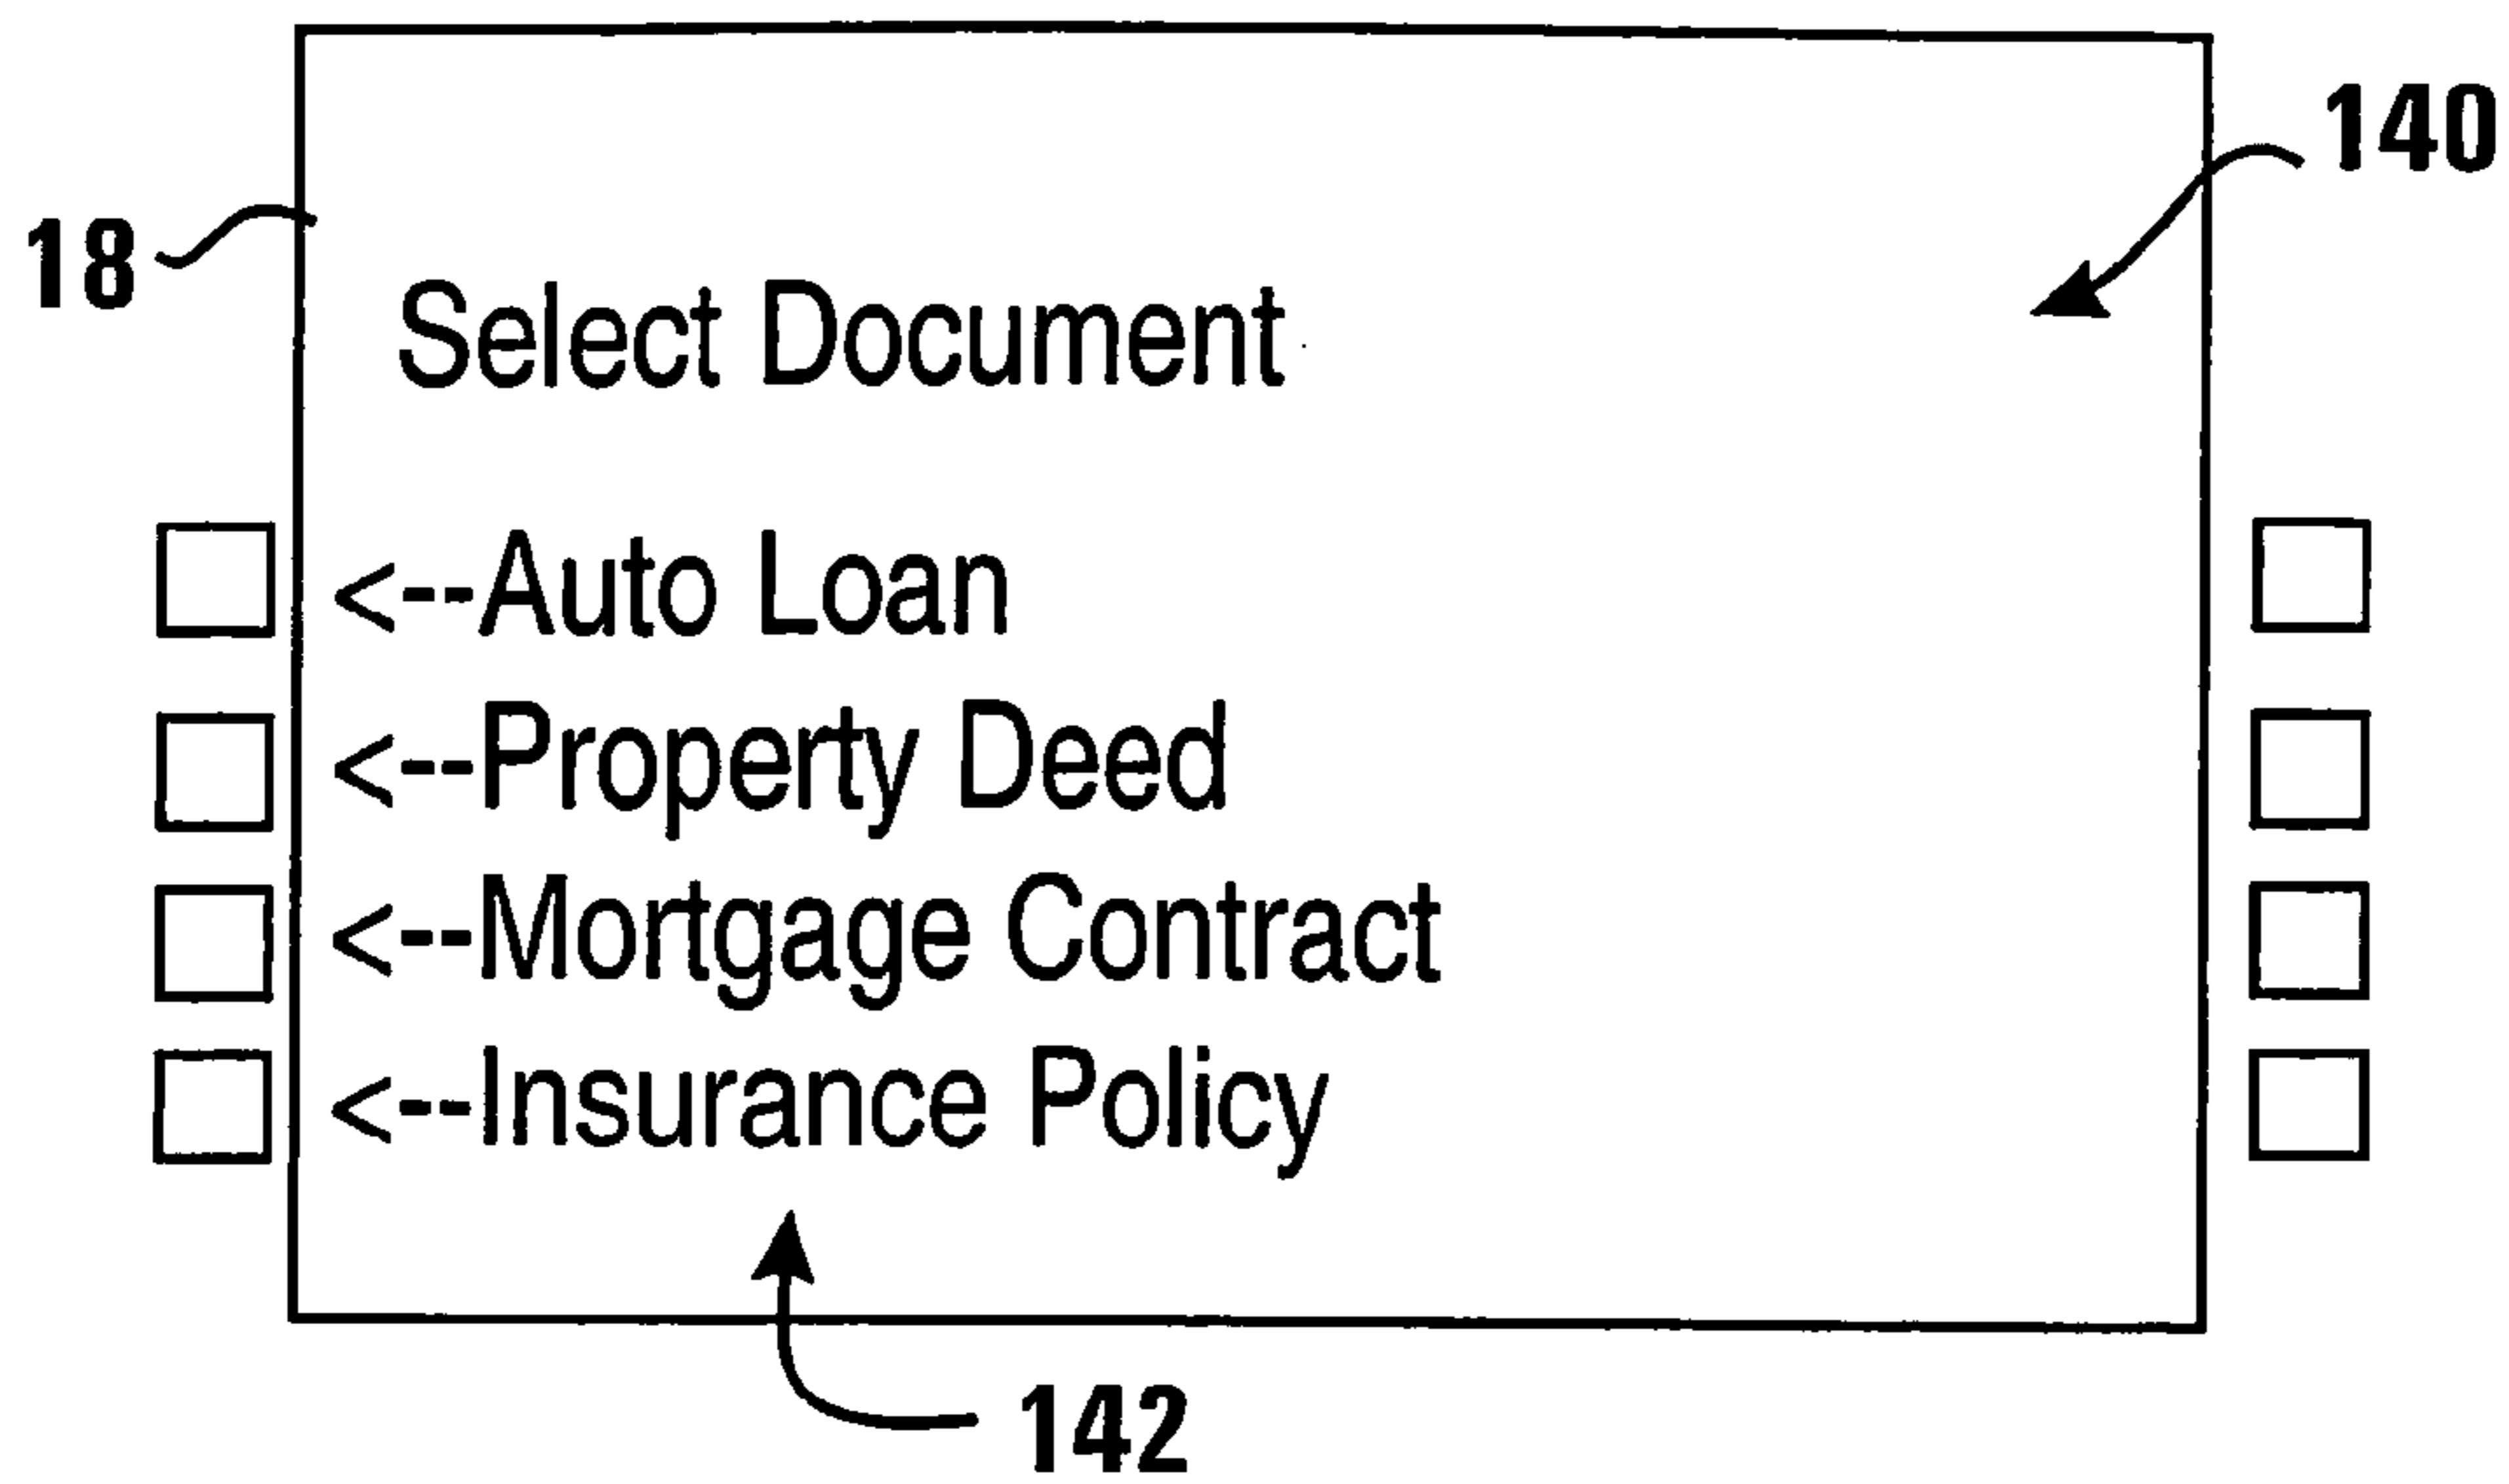 140
18
Select Document
<--Auto Loan
<--Property Deed
<--Mortgage Contract
<--Insurance Policy
142